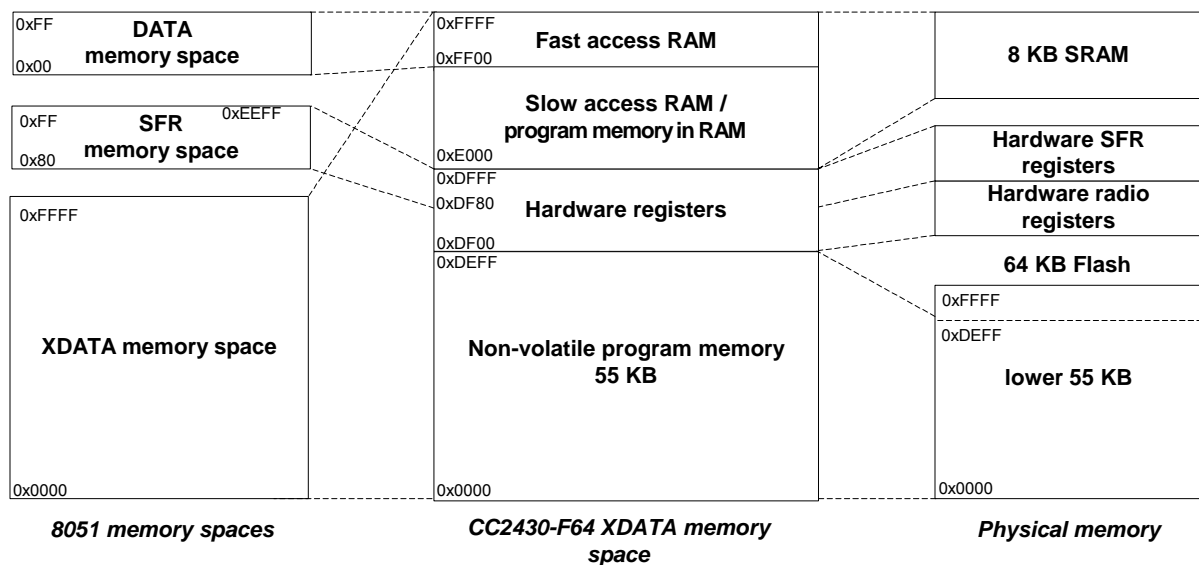 0xFF
DATA
memory space
0x00
0xFF
SFR
memory space
0xEEFF
0x80
0xFFFF
XDATA memory space
0x0000
8051 memory spaces
0xFFFF
Fast access RAM
0xFF00
Slow access RAM /
program memory in RAM
0xE000
0xDFFF
0xDF80
Hardware registers
0xDF00
0xDEFF
Non-volatile program memory
55 KB
0x0000
CC2430-F64 XDATA memory
space
8 KB SRAM
Hardware SFR
registers
Hardware radio
registers
64 KB Flash
0xFFFF
0xDEFF
lower 55 KB
0x0000
Physical memory